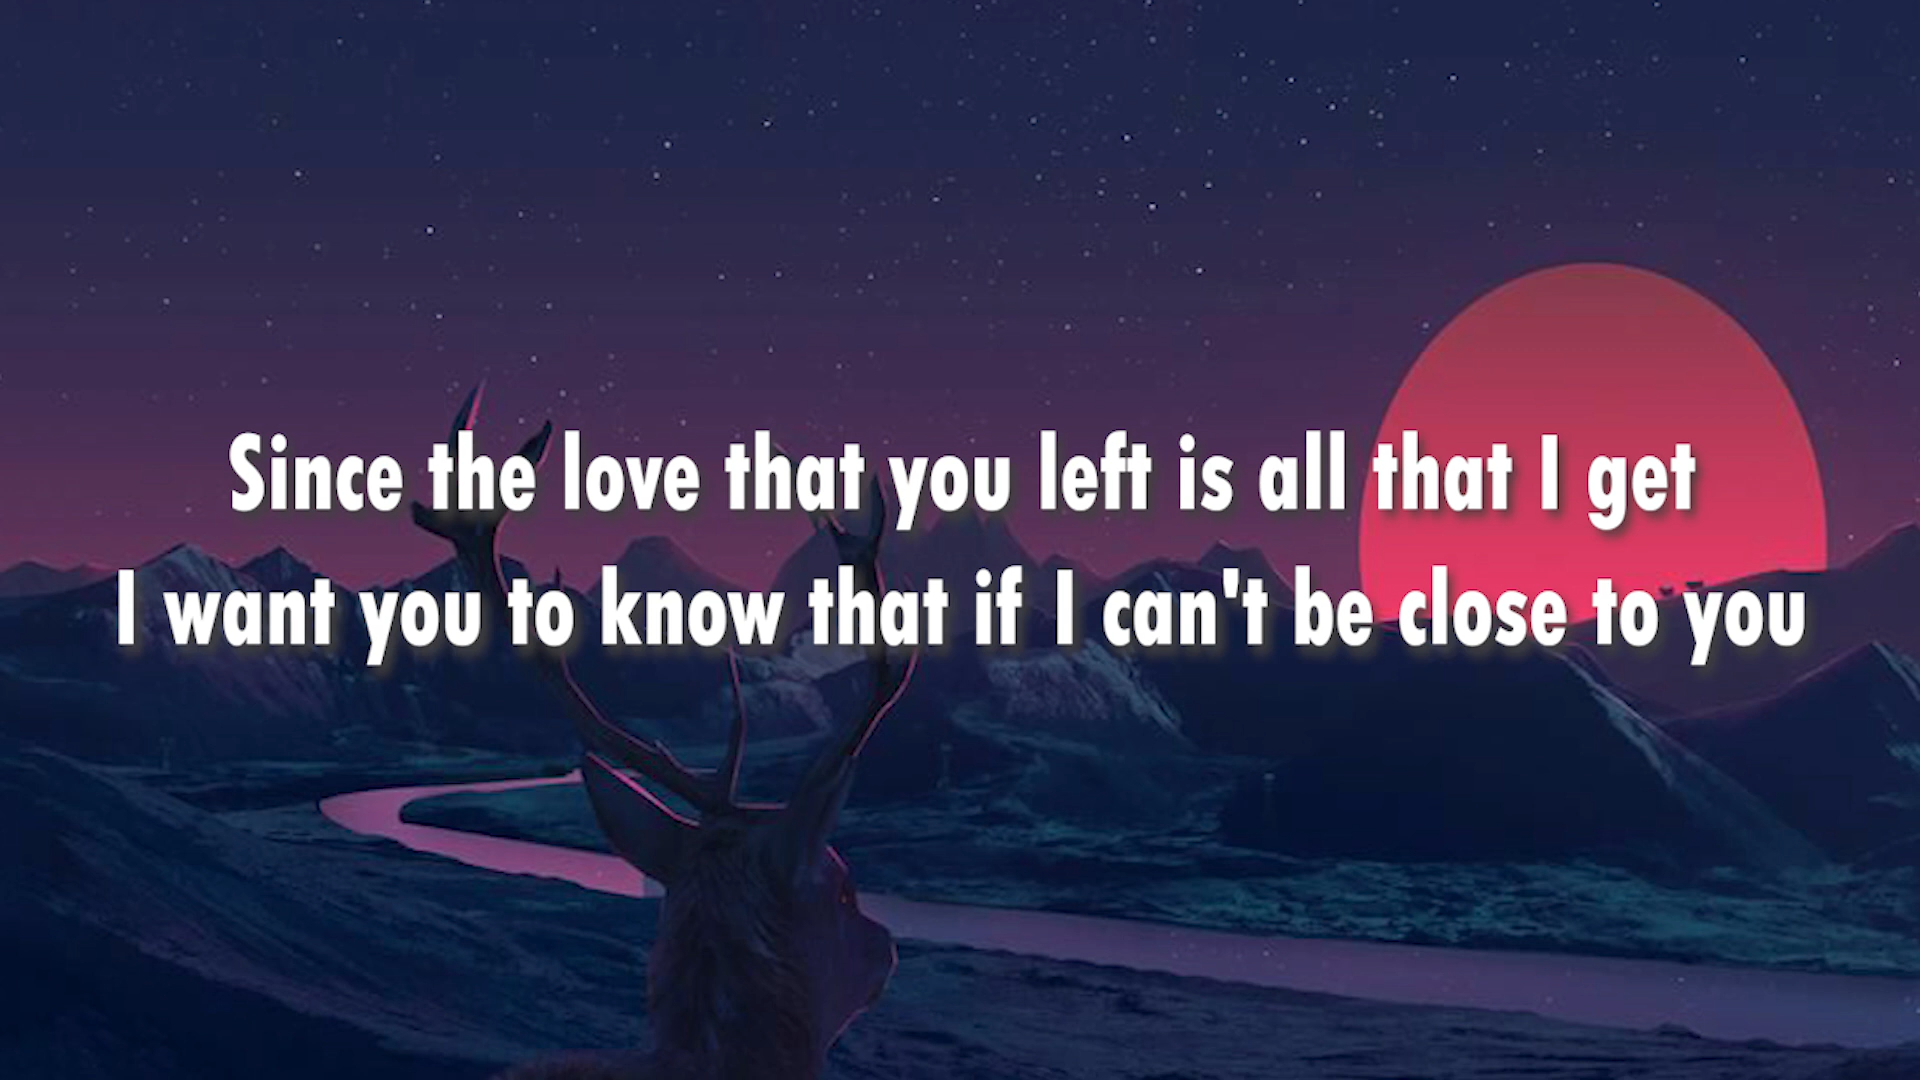 Since the love that you left is all that I get
I want you to know that if I can't be close to you